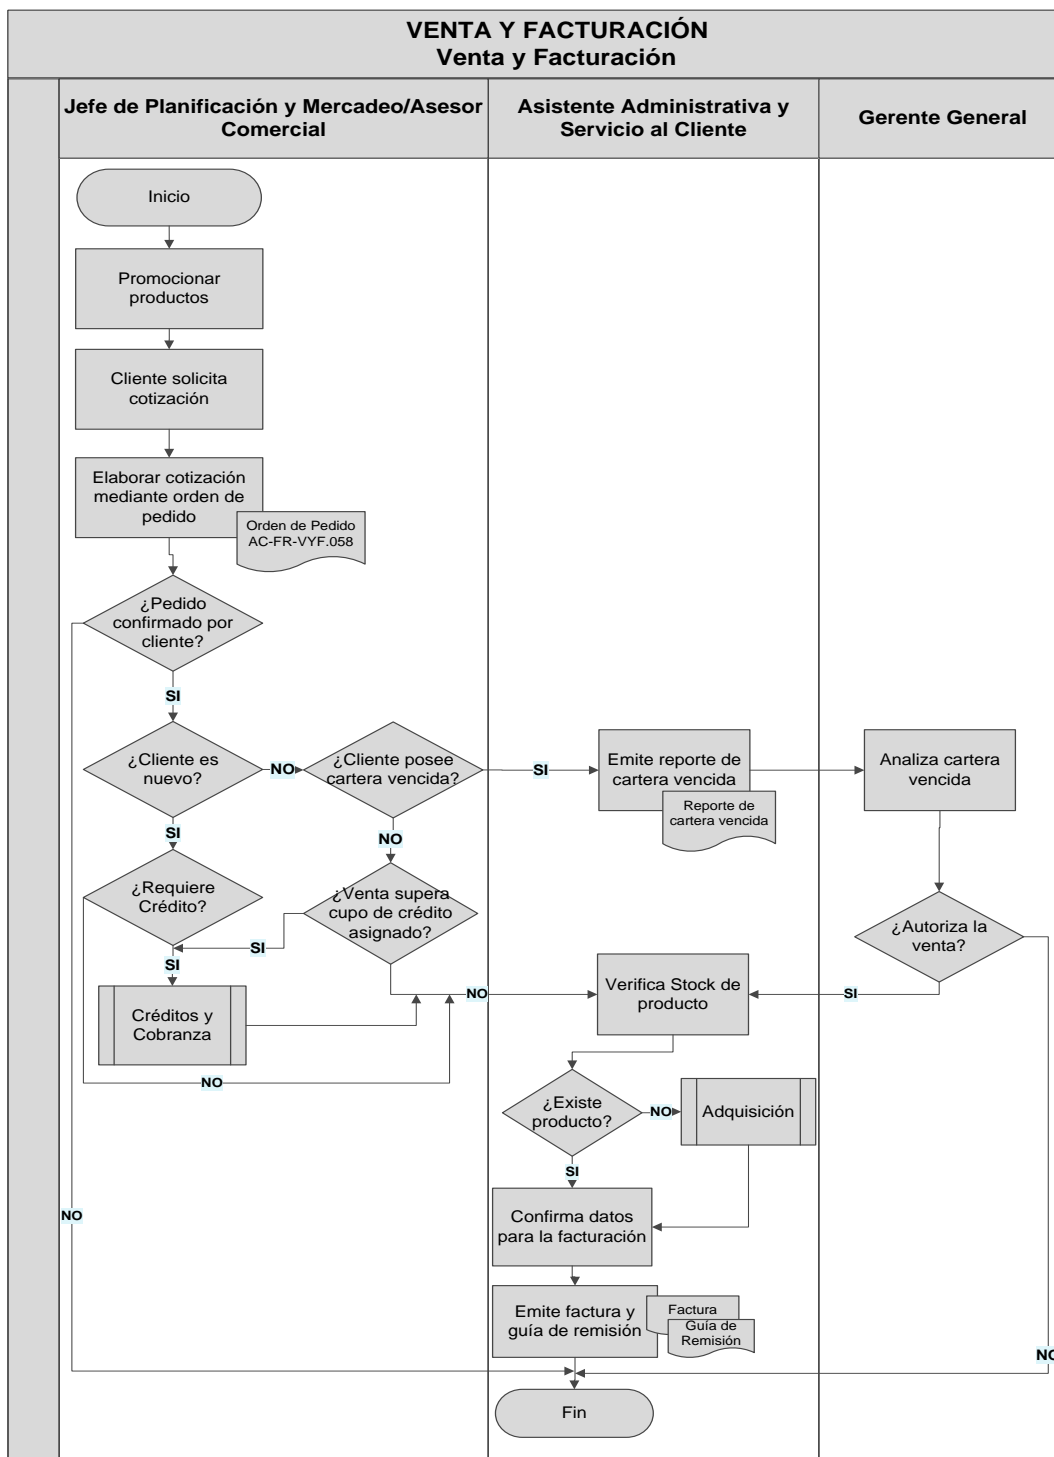 VENTA Y FACTURACIÓN
Venta y Facturación
Jefe de Planificación y Mercadeo/Asesor
Comercial
Asistente Administrativa y
Servicio al Cliente
Gerente General
Inicio
Promocionar
productos
Cliente solicita
cotización
Elaborar cotización
mediante orden de
pedido
Orden de Pedido
AC-FR-VYF.058
¿Pedido
confirmado por
cliente?
SI
¿Cliente es
nuevo?
NO
¿Cliente posee
cartera vencida?
SI
Emite reporte de
cartera vencida
Reporte de
cartera vencida
Analiza cartera
vencida
SI
NO
¿Requiere
Crédito?
¿Venta supera
cupo de crédito
asignado?
¿Autoriza la
venta?
SI
SI
Créditos y
Cobranza
NO
Verifica Stock de
producto
SI
NO
¿Existe
producto?
NO
Adquisición
SI
NO
Confirma datos
para la facturación
Emite factura y
guía de remisión
Factura
Guía de
Remisión
NO
Fin